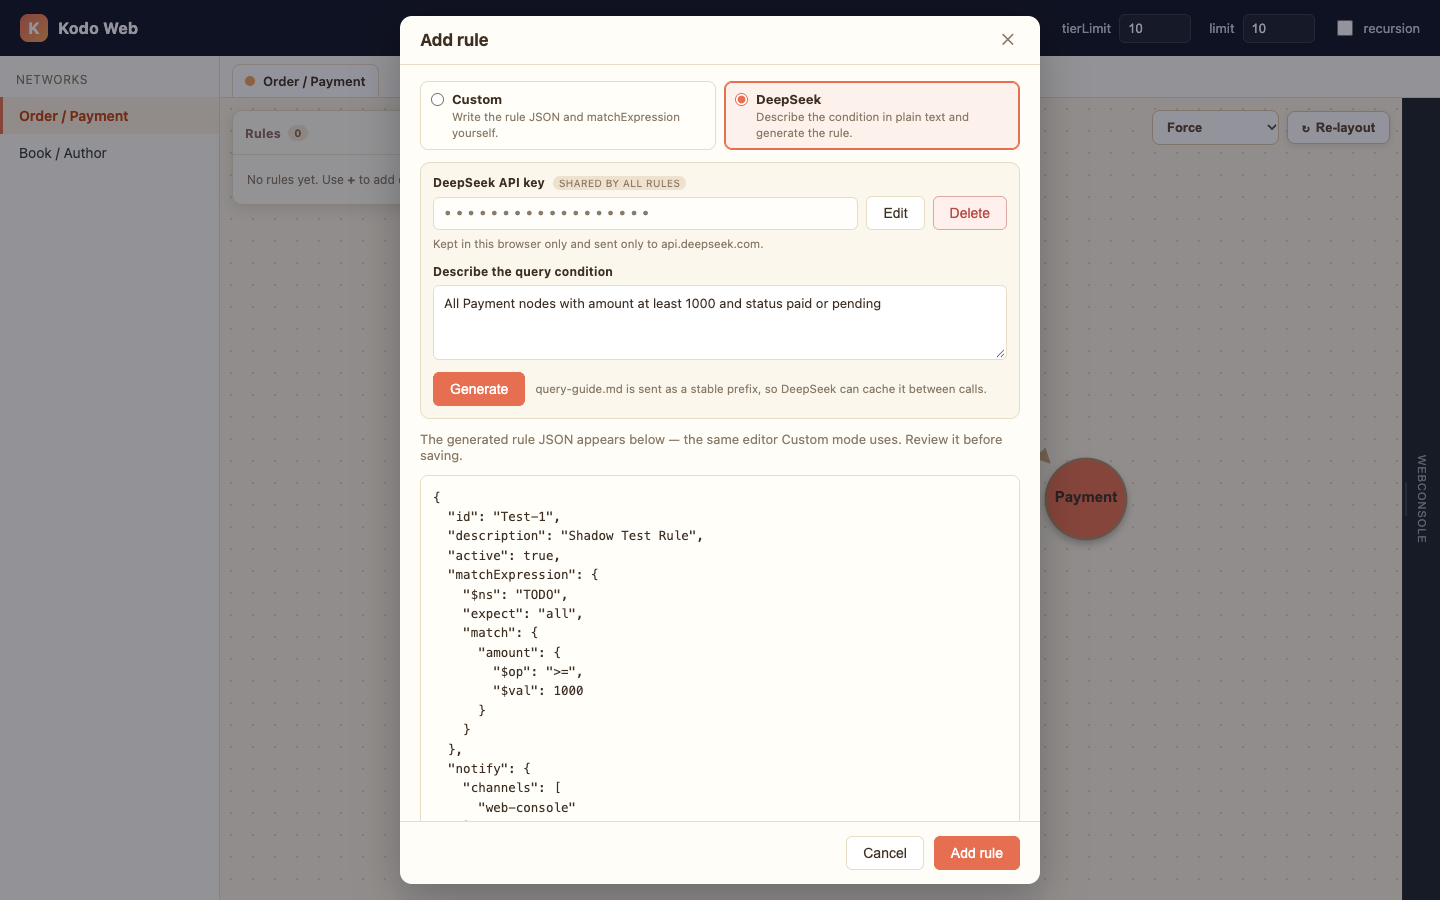 K Kodo Web
tierLimit 10 limit 10 recursion
NETWORKS
Order / Payment
Book / Author
Order / Payment
Rules 0
No rules yet. Use + to add
Force
↻ Re-layout
Payment
WEBCONSOLE
Add rule
Custom
Write the rule JSON and matchExpression
yourself.
DeepSeek
Describe the condition in plain text and
generate the rule.
DeepSeek API key SHARED BY ALL RULES
Edit
Delete
Kept in this browser only and sent only to api.deepseek.com.
Describe the query condition
All Payment nodes with amount at least 1000 and status paid or pending
Generate
query-guide.md is sent as a stable prefix, so DeepSeek can cache it between calls.
The generated rule JSON appears below — the same editor Custom mode uses. Review it before
saving.
{
"id": "Test-1",
"description": "Shadow Test Rule",
"active": true,
"matchExpression": {
"$ns": "TODO",
"expect": "all",
"match": {
"amount": {
"$op": ">=",
"$val": 1000
}
}
},
"notify": {
"channels": [
"web-console"
Cancel
Add rule